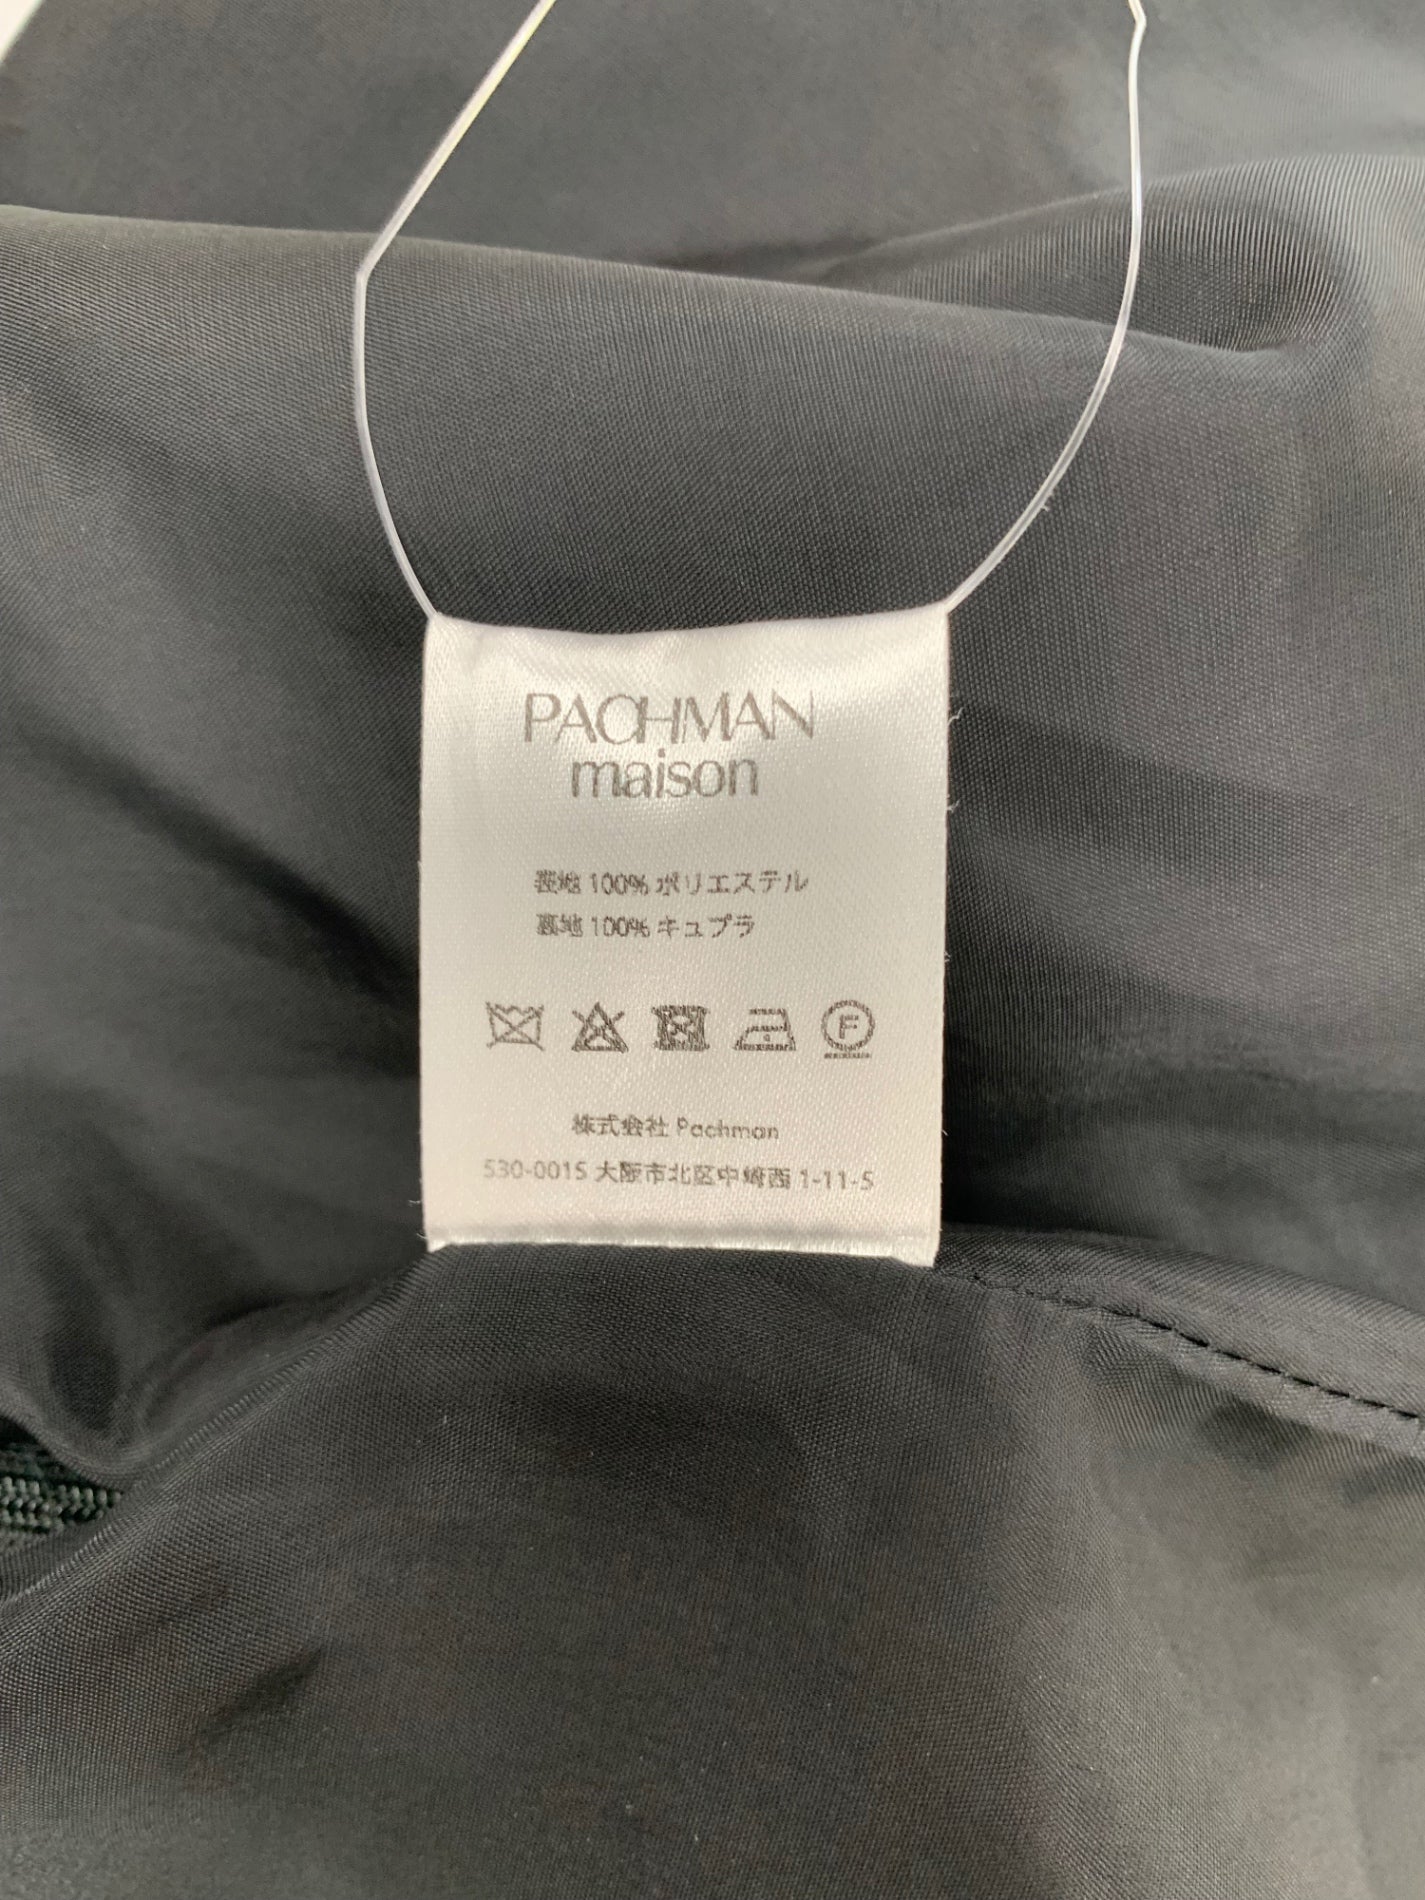 PACHMAN
maison
表地 100% ポリエステル
裏地 100% キュプラ
F
株式会社 Pachman
530-0015 大阪市北区中崎西 1-11-5